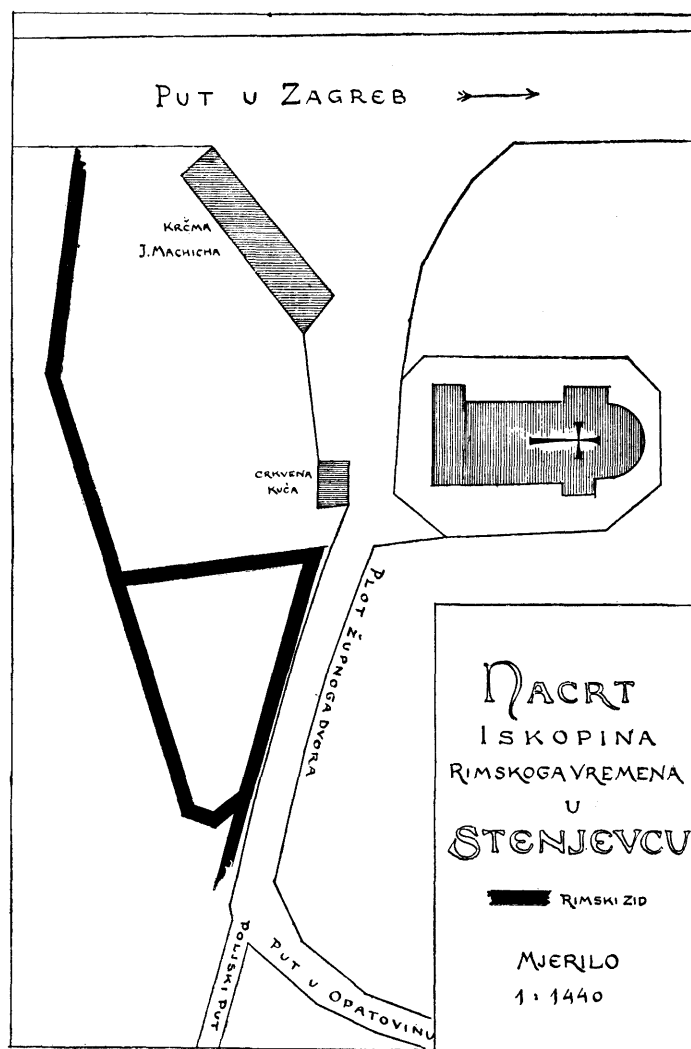 PUT U ZAGREB
KRČMA
J. MACHICHA
CRKVENA
KUĆA
PLOT ŽUPNOGA DVORA
NACRT
ISKOPINA
RIMSKOGA VREMENA
U
STENJEVCU
RIMSKI ZID
MJERILO
1 : 1440
POLJSKI PUT
PUT U OPATOVINU